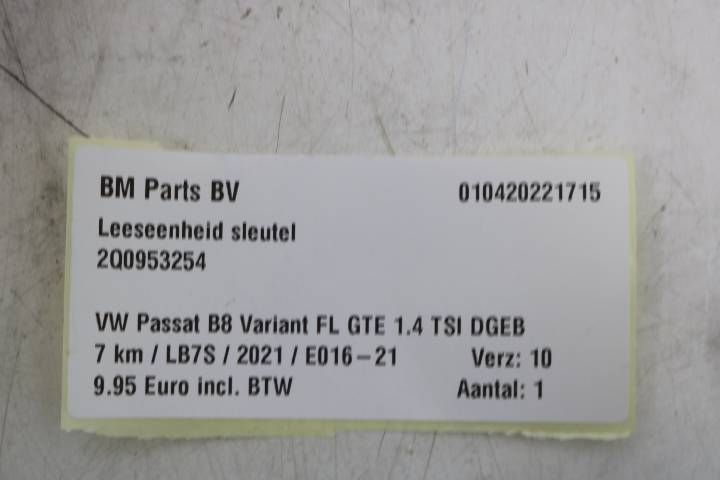 BM Parts BV 010420221715
Leeseenheid sleutel
2Q0953254
VW Passat B8 Variant FL GTE 1.4 TSI DGEB
7 km / LB7S / 2021 / E016-21 Verz: 10
9.95 Euro incl. BTW Aantal: 1